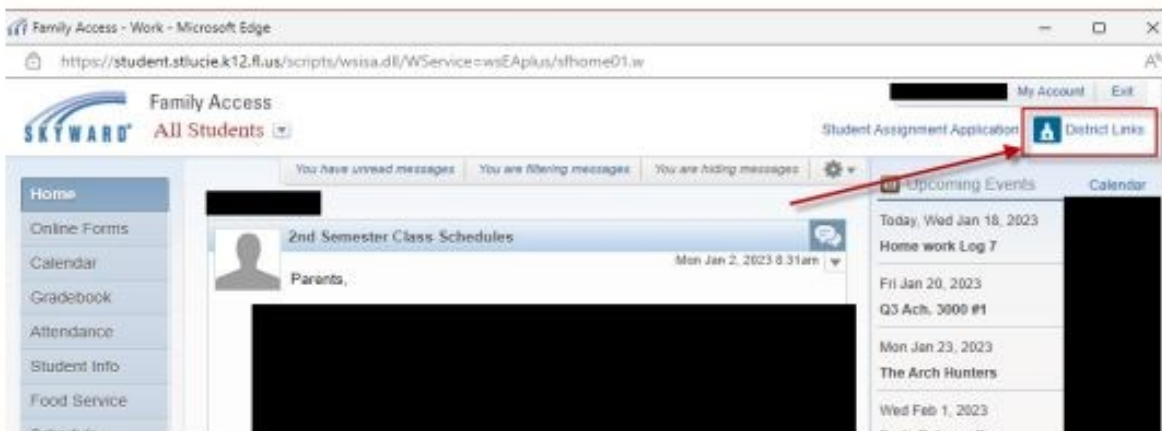 Family Access - Work - Microsoft Edge
https://student.stlucie.k12.fl.us/scripts/wsisa.dll/WService=wsEAplus/sfhome01.w
SKYWARD
Family Access
All Students
My Account Exit
Student Assignment Application District Links
You have unread messages You are filtering messages You are hiding messages
Home
Online Forms
Calendar
Gradebook
Attendance
Student Info
Food Service
2nd Semester Class Schedules
Mon Jan 2, 2023 8:31am
Parents,
Upcoming Events Calendar
Today, Wed Jan 18, 2023
Home work Log 7
Fri Jan 20, 2023
Q3 Ach. 3000 #1
Mon Jan 23, 2023
The Arch Hunters
Wed Feb 1, 2023